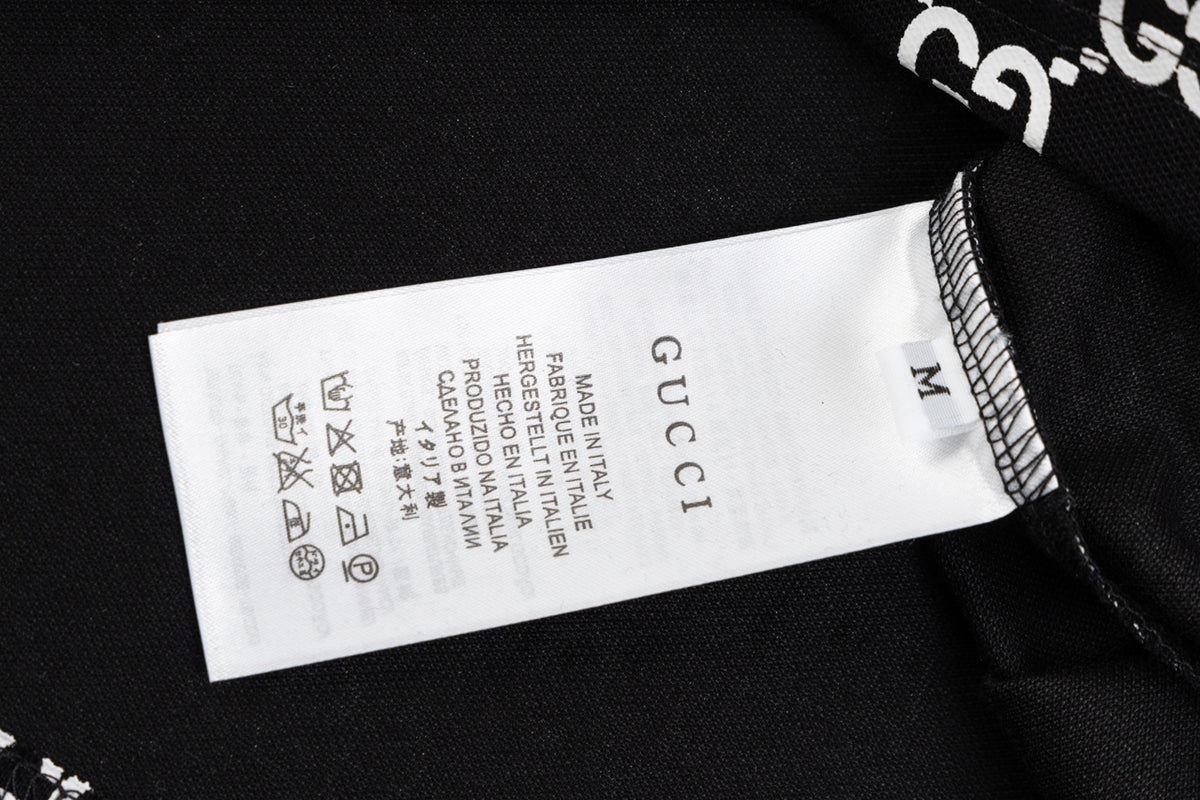 GUCCI
M
MADE IN ITALY
FABRIQUE EN ITALIE
HERGESTELLT IN ITALIEN
HECHO EN ITALIA
PRODUZIDO NA ITALIA
СДЕЛАНО В ИТАЛИИ
イタリア製
产地:意大利
P
30